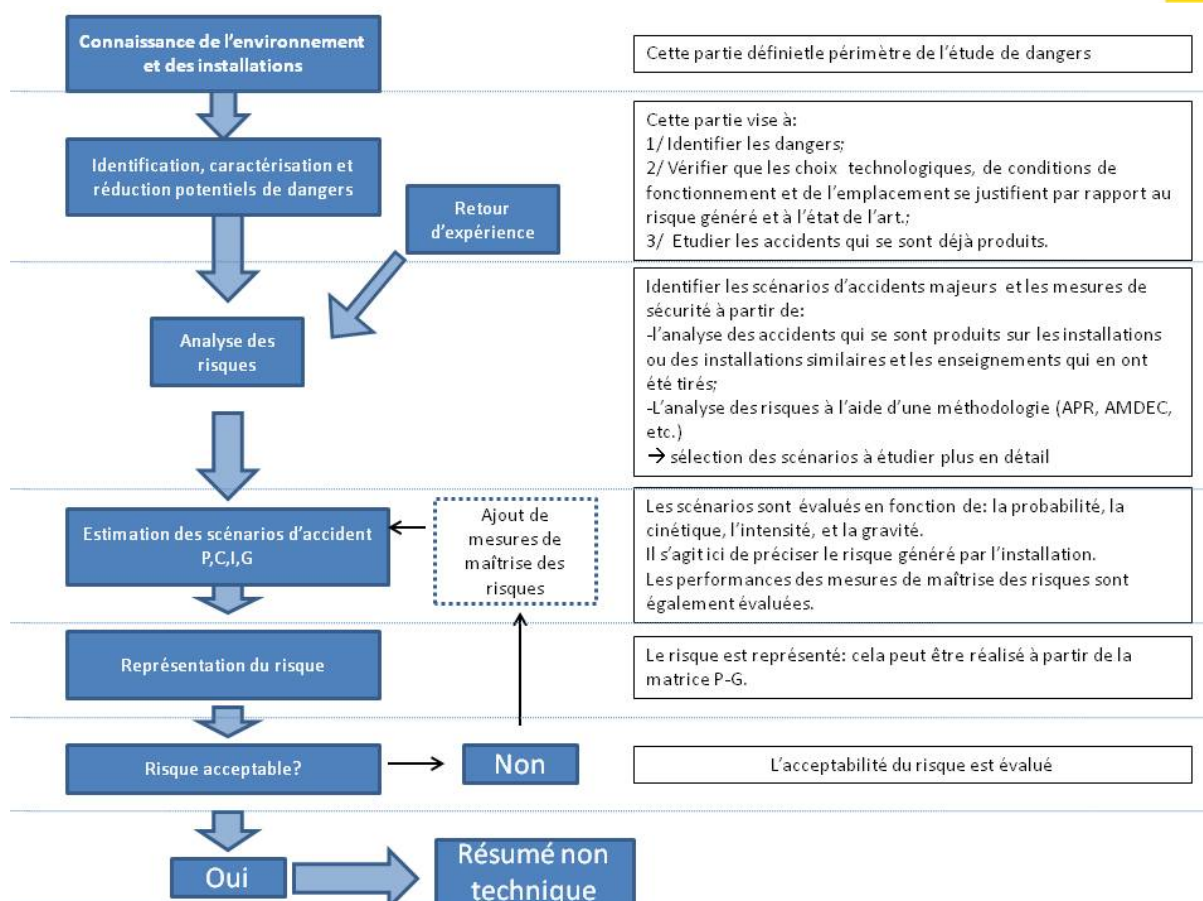 Connaissance de l'environnement
et des installations
Cette partie définietle périmètre de l'étude de dangers
Identification, caractérisation et
réduction potentiels de dangers
Retour
d'expérience
Cette partie vise à:
1/ Identifier les dangers;
2/ Vérifier que les choix technologiques, de conditions de
fonctionnement et de l'emplacement se justifient par rapport au
risque généré et à l'état de l'art.;
3/ Etudier les accidents qui se sont déjà produits.
Analyse des
risques
Identifier les scénarios d'accidents majeurs et les mesures de
sécurité à partir de:
-l'analyse des accidents qui se sont produits sur les installations
ou des installations similaires et les enseignements qui en ont
été tirés;
-L'analyse des risques à l'aide d'une méthodologie (APR, AMDEC,
etc.)
→ sélection des scénarios à étudier plus en détail
Estimation des scénarios d'accident
P,C,I,G
Ajout de
mesures de
maîtrise des
risques
Les scénarios sont évalués en fonction de: la probabilité, la
cinétique, l'intensité, et la gravité.
Il s'agit ici de préciser le risque généré par l'installation.
Les performances des mesures de maîtrise des risques sont
également évaluées.
Représentation du risque
Le risque est représenté: cela peut être réalisé à partir de la
matrice P-G.
Risque acceptable?
Non
L'acceptabilité du risque est évalué
Oui
Résumé non
technique